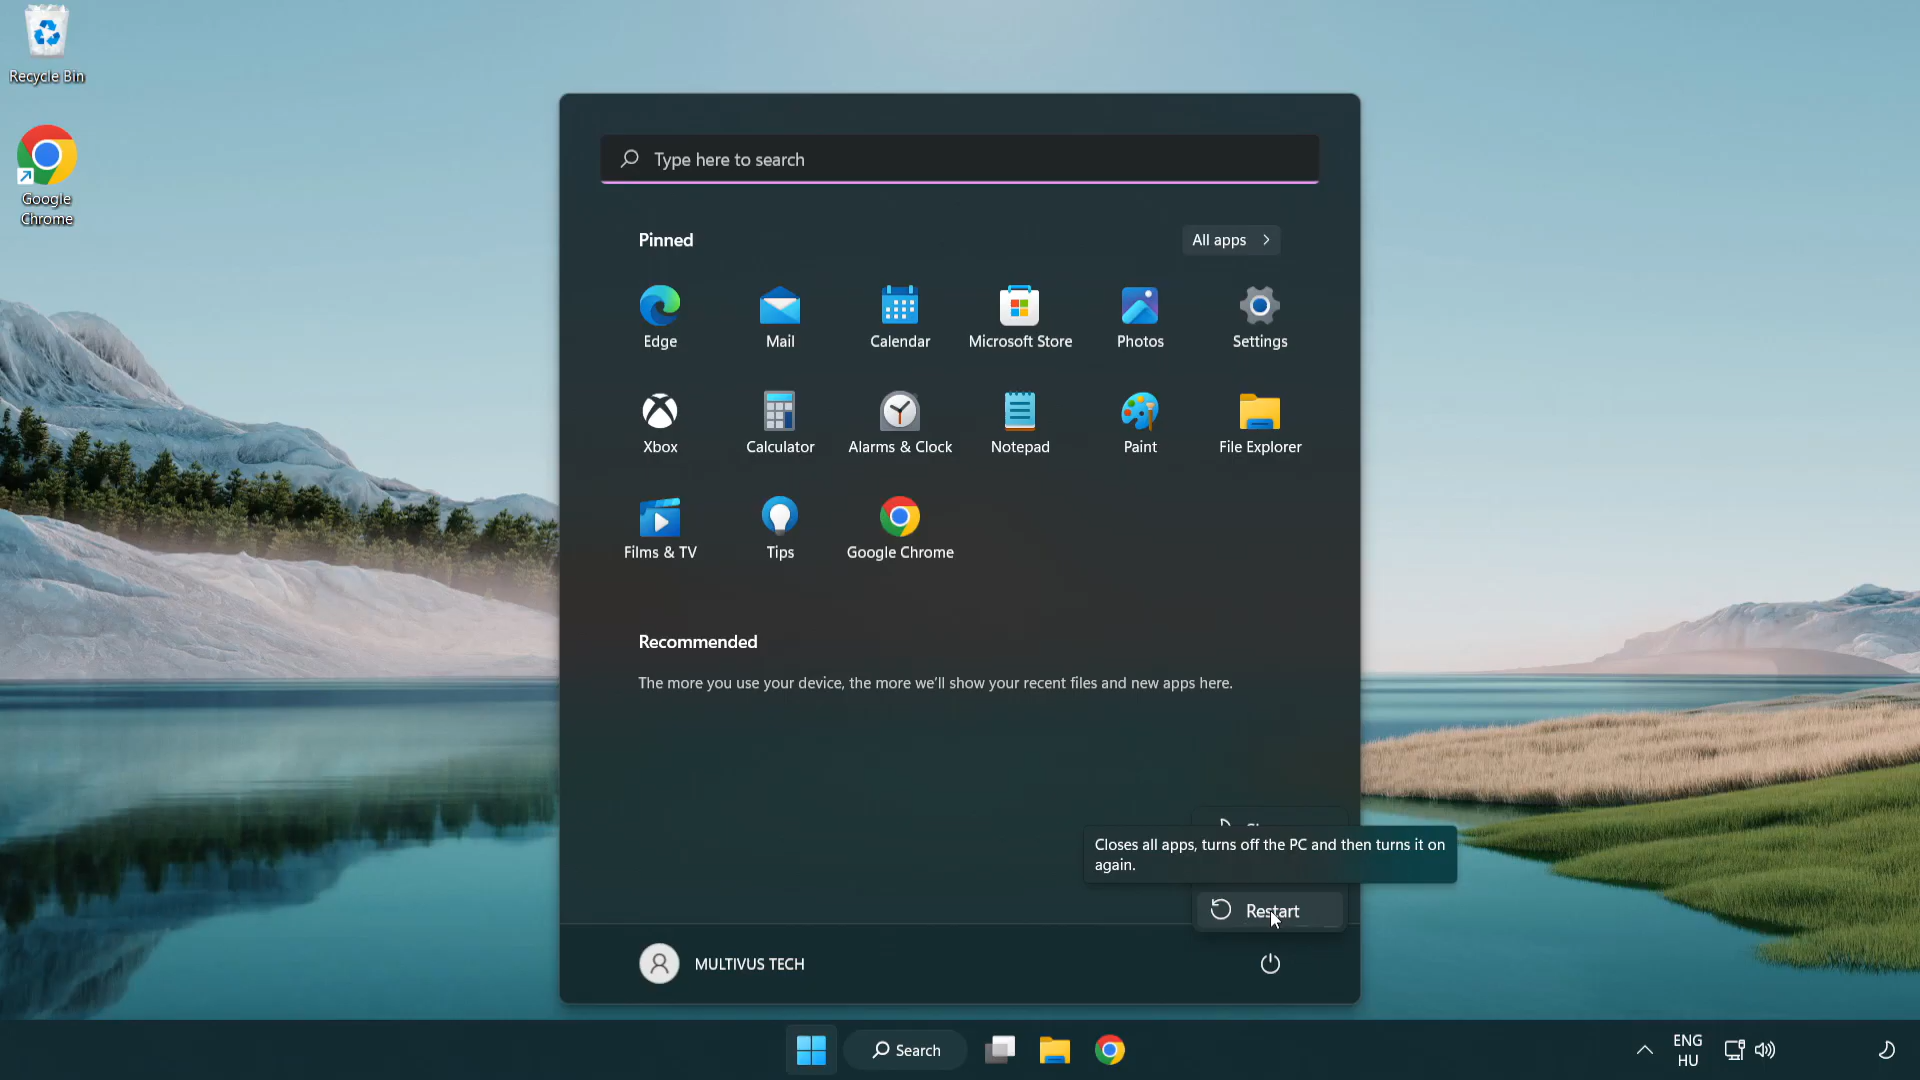 Recycle Bin
Google
Chrome
Type here to search
Pinned
All apps
Edge
Mail
Calendar
Microsoft Store
Photos
Settings
Xbox
Calculator
Alarms & Clock
Notepad
Paint
File Explorer
Films & TV
Tips
Google Chrome
Recommended
The more you use your device, the more we'll show your recent files and new apps here.
Closes all apps, turns off the PC and then turns it on
again.
Restart
MULTIVUS TECH
Search
ENG
HU